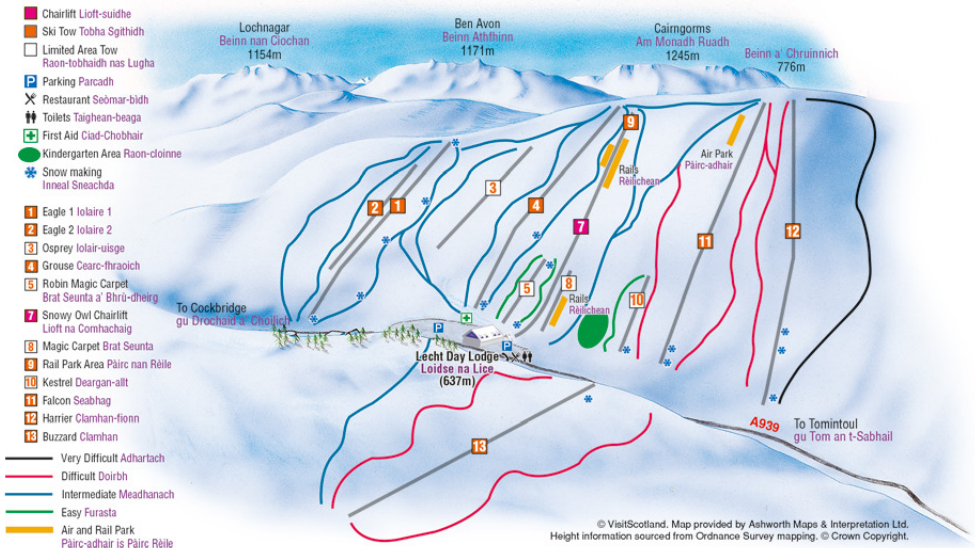 Chairlift Lioft-suidhe
Ski Tow Tobha Sgithidh
Limited Area Tow
Raon-tobhaidh nas Lugha
P Parking Parcadh
Restaurant Seòmar-bìdh
Toilets Taighean-beaga
First Aid Ciad-Chobhair
Kindergarten Area Raon-cloinne
Snow making
Inneal Sneachda
1 Eagle 1 Iolaire 1
2 Eagle 2 Iolaire 2
3 Osprey Iolair-uisge
4 Grouse Cearc-fhraoich
5 Robin Magic Carpet
Brat Seunta a' Bhrù-dheirg
7 Snowy Owl Chairlift
Lioft na Comhachaig
8 Magic Carpet Brat Seunta
9 Rail Park Area Pàirc nan Rèile
10 Kestrel Deargan-allt
11 Falcon Seabhag
12 Harrier Clamhan-fionn
13 Buzzard Clamhan
Very Difficult Adhartach
Difficult Doirbh
Intermediate Meadhanach
Easy Furasta
Air and Rail Park
Pàirc-adhair is Pàirc Rèile
Lochnagar
Beinn nan Ciochan
1154m
Ben Avon
Beinn Athfhinn
1171m
Cairngorms
Am Monadh Ruadh
1245m
Beinn a' Chruinnich
776m
9
Air Park
Pàirc-adhair
Rails
Rèilichean
3
2
1
4
7
11
12
5
8
10
Rails
Rèilichean
To Cockbridge
gu Drochaid a' Choilich
P
P
Lecht Day Lodge
Loidse na Lice
(637m)
13
A939
To Tomintoul
gu Tom an t-Sabhail
© VisitScotland. Map provided by Ashworth Maps & Interpretation Ltd.
Height information sourced from Ordnance Survey mapping. © Crown Copyright.